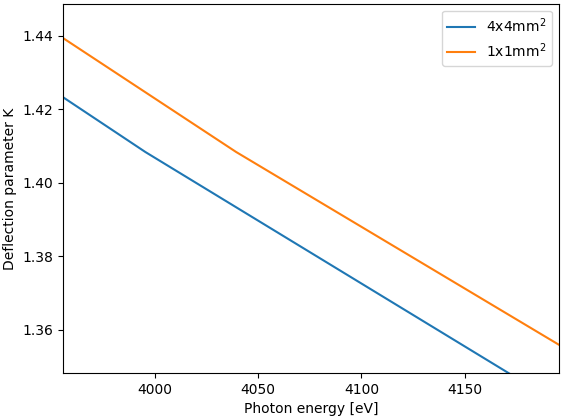 4x4mm²
1x1mm²
1.44
1.42
1.40
1.38
1.36
Deflection parameter K
4000 4050 4100 4150
Photon energy [eV]